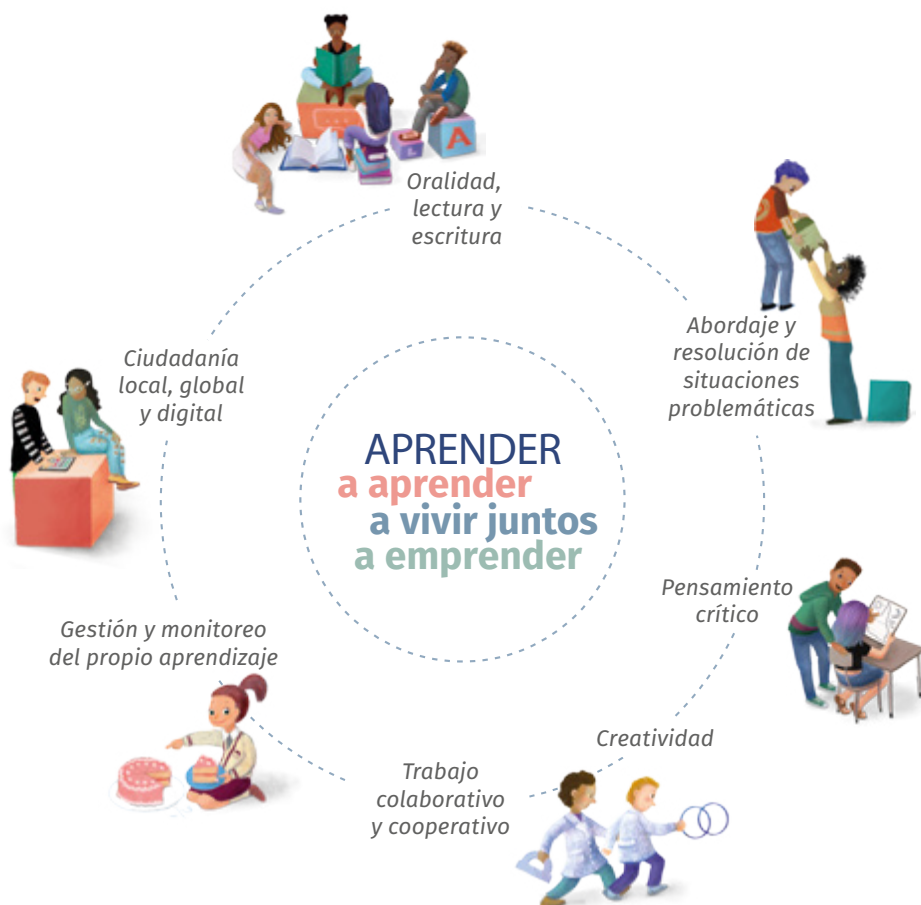 Oralidad,
lectura y
escritura
Abordaje y
resolución de
situaciones
problemáticas
Ciudadanía
local, global
y digital
APRENDER
a aprender
a vivir juntos
a emprender
Pensamiento
crítico
Gestión y monitoreo
del propio aprendizaje
Creatividad
Trabajo
colaborativo
y cooperativo
A